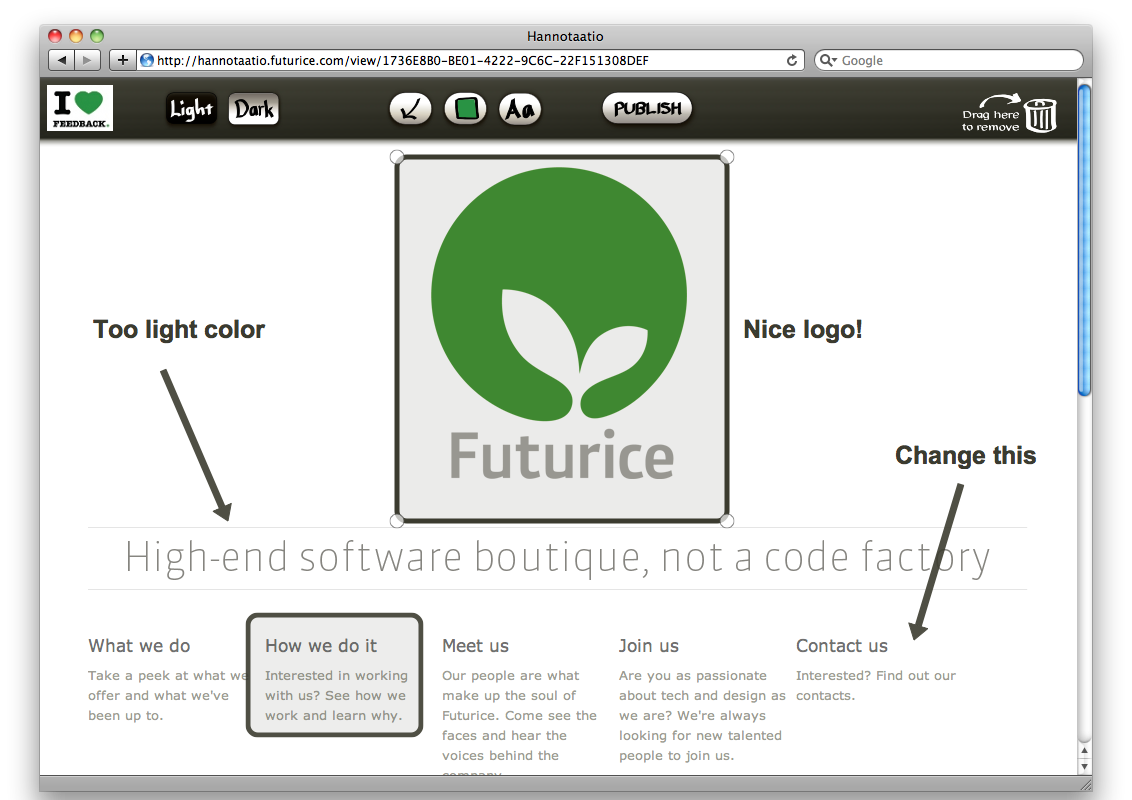 Hannotaatio
http://hannotaatio.futurice.com/view/1736E8B0-BE01-4222-9C6C-22F151308DEF
Google
I
FEEDBACK.
Light
Dark
Aa
PUBLISH
Drag here
to remove
Too light color
Nice logo!
Futurice
Change this
High-end software boutique, not a code factory
What we do
Take a peek at what we
offer and what we've
been up to.
How we do it
Interested in working
with us? See how we
work and learn why.
Meet us
Our people are what
make up the soul of
Futurice. Come see the
faces and hear the
voices behind the
company
Join us
Are you as passionate
about tech and design as
we are? We're always
looking for new talented
people to join us.
Contact us
Interested? Find out our
contacts.